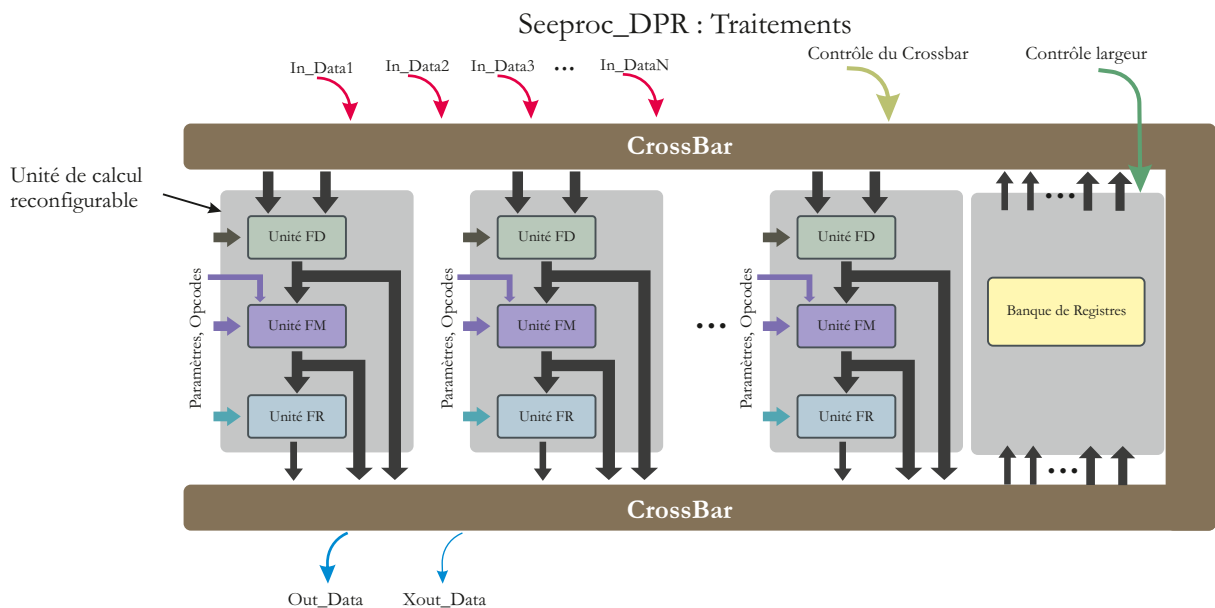 Seeproc_DPR : Traitements
In_Data1
In_Data2
In_Data3
...
In_DataN
Contrôle du Crossbar
Contrôle largeur
CrossBar
Unité de calcul
reconfigurable
Unité FD
Unité FD
Unité FD
Paramètres, Opcodes
Unité FM
Paramètres, Opcodes
Unité FM
...
Paramètres, Opcodes
Unité FM
...
Banque de Registres
Unité FR
Unité FR
Unité FR
...
CrossBar
Out_Data
Xout_Data